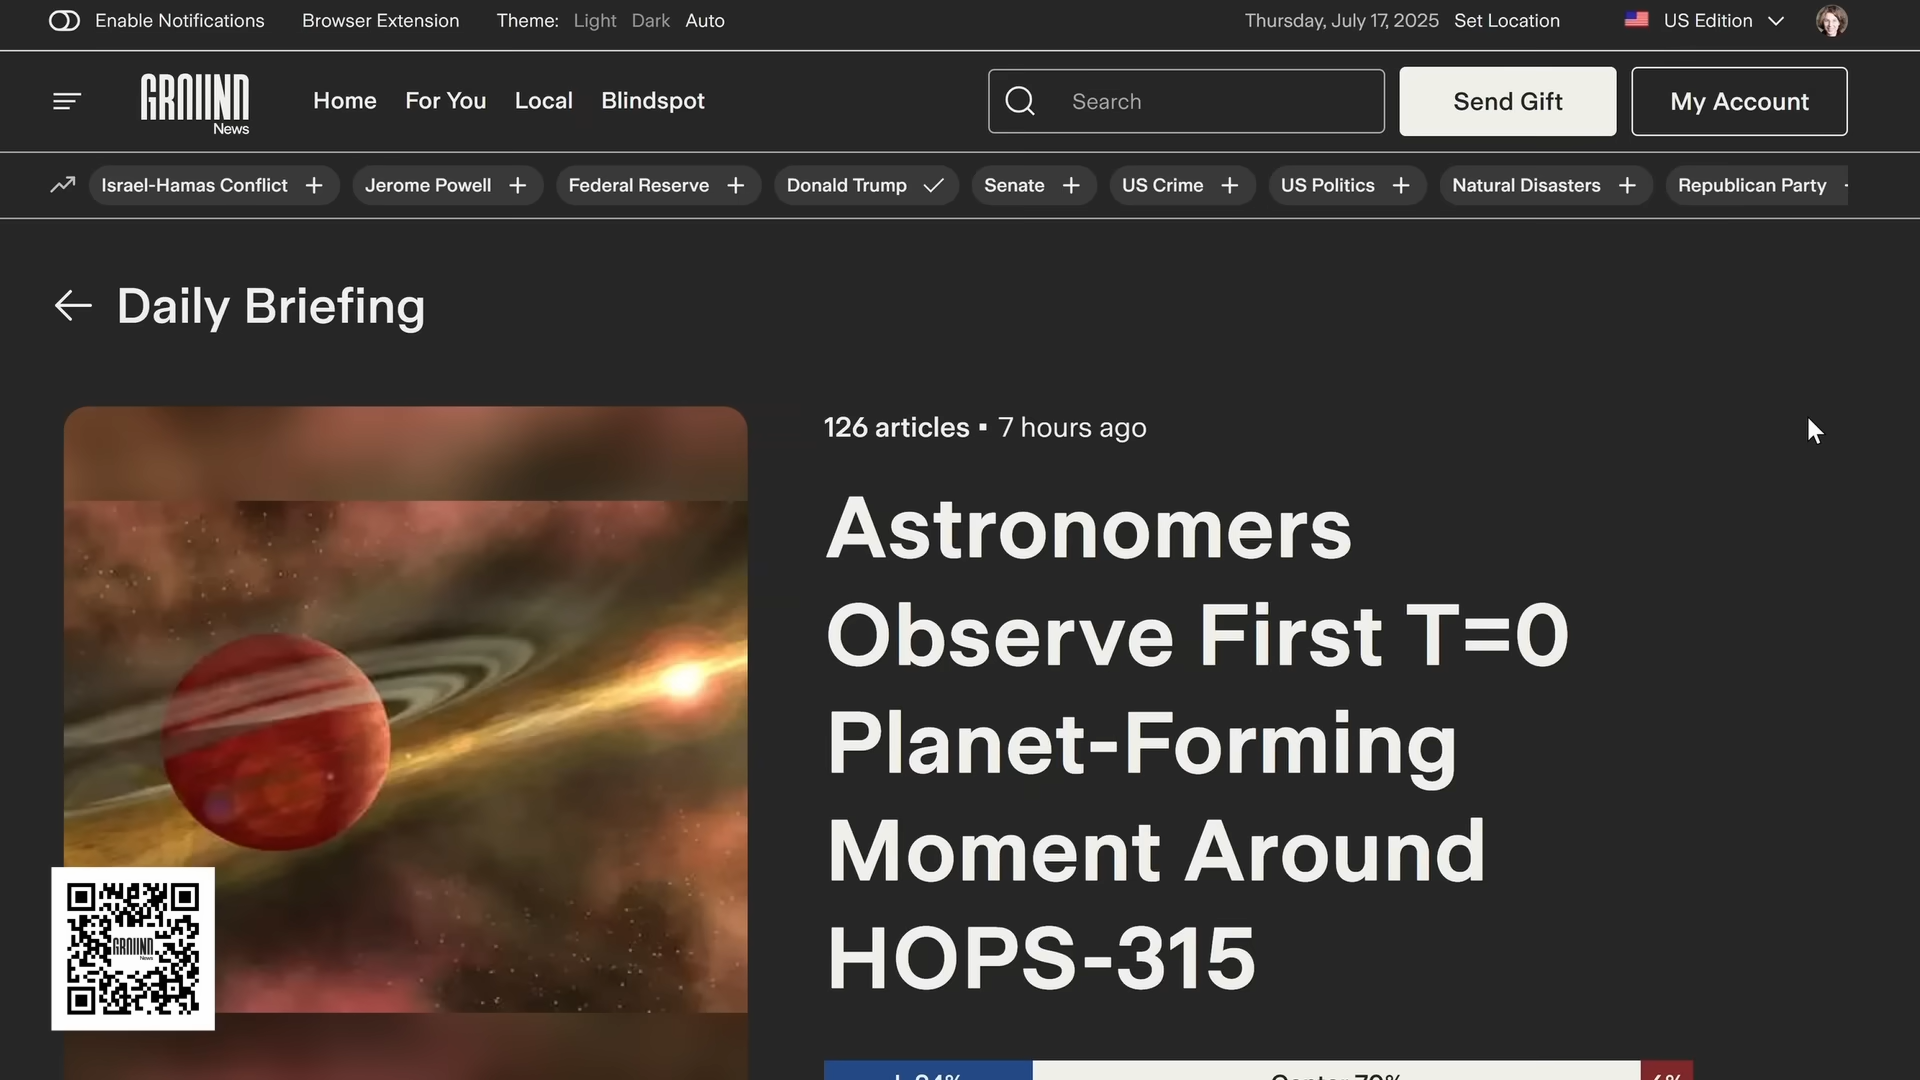 Enable Notifications Browser Extension Theme: Light Dark Auto Thursday, July 17, 2025 Set Location US Edition
GROUND
News
Home For You Local Blindspot Search Send Gift My Account
Israel-Hamas Conflict + Jerome Powell + Federal Reserve + Donald Trump ✓ Senate + US Crime + US Politics + Natural Disasters + Republican Party
Daily Briefing
126 articles ▪ 7 hours ago
Astronomers
Observe First T=0
Planet-Forming
Moment Around
HOPS-315
GROUND
News